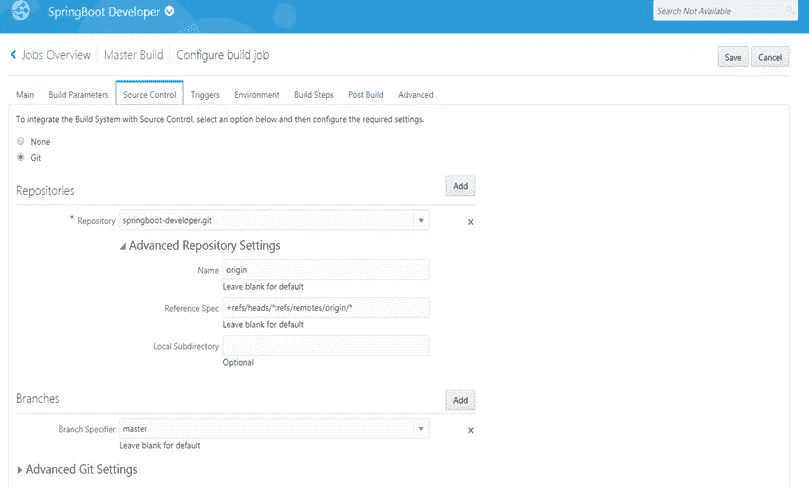 SpringBoot Developer
Search Not Available
Jobs Overview Master Build Configure build job
Save Cancel
Main Build Parameters Source Control Triggers Environment Build Steps Post Build Advanced
To integrate the Build System with Source Control, select an option below and then configure the required settings.
None
Git
Repositories Add
* Repository springboot-developer.git x
Advanced Repository Settings
Name origin
Leave blank for default
Reference Spec +refs/heads/*:refs/remotes/origin/*
Leave blank for default
Local Subdirectory
Optional
Branches Add
Branch Specifier master x
Leave blank for default
Advanced Git Settings